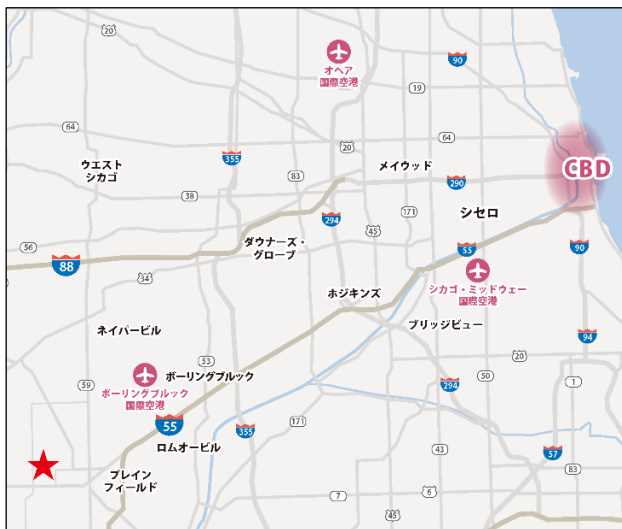 20
90
オヘア
国際空港
19
64
20
64
355
ウエスト
シカゴ
メイウッド
CBD
83
290
38
294
171
シセロ
45
56
ダウナーズ・
グローブ
55
90
88
34
シカゴ・ミッドウェー
国際空港
ホジキンズ
ブリッジビュー
ネイパービル
94
53
20
ボーリングブルック
59
ボーリングブルック
国際空港
294
50
1
55
171
355
ロムオービル
43
57
プレイン
フィールド
45
83
7
6